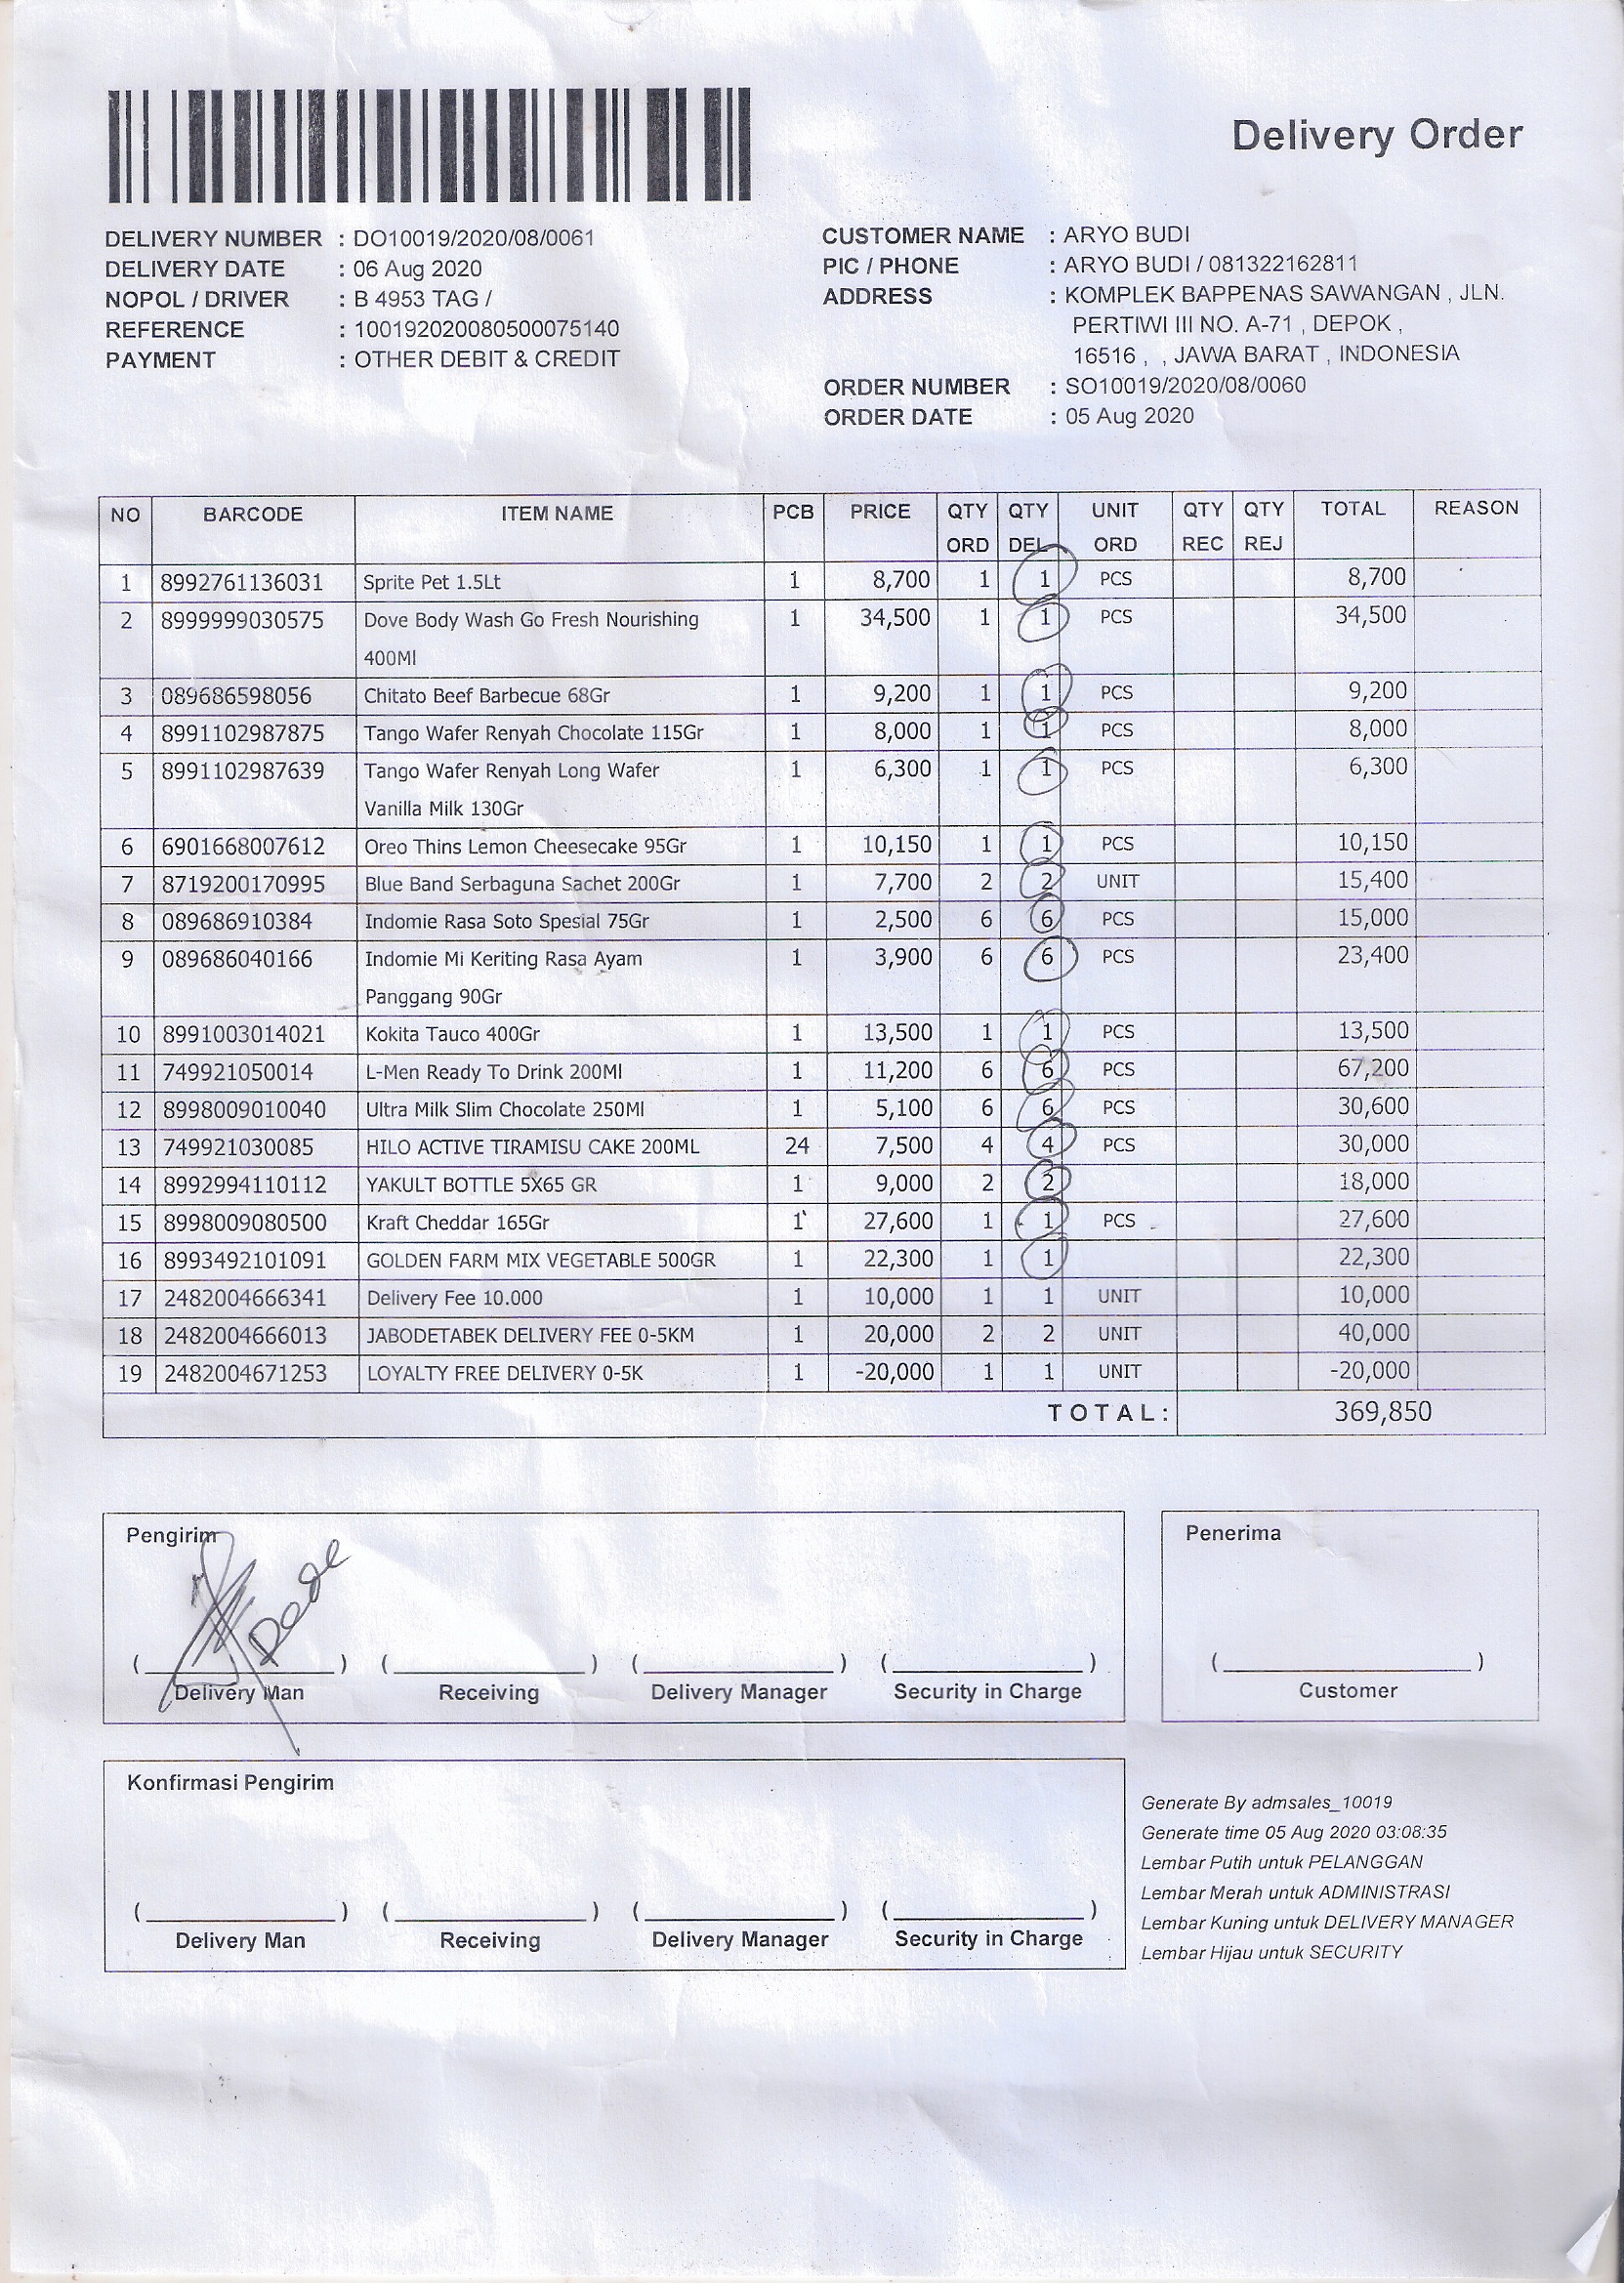 Delivery Order
DELIVERY NUMBER : DO10019/2020/08/0061
DELIVERY DATE : 06 Aug 2020
NOPOL / DRIVER : B 4953 TAG /
REFERENCE : 100192020080500075140
PAYMENT : OTHER DEBIT & CREDIT
CUSTOMER NAME : ARYO BUDI
PIC / PHONE : ARYO BUDI / 081322162811
ADDRESS : KOMPLEK BAPPENAS SAWANGAN , JLN.
PERTIWI III NO. A-71 , DEPOK ,
16516 , , JAWA BARAT , INDONESIA
ORDER NUMBER : SO10019/2020/08/0060
ORDER DATE : 05 Aug 2020
NO BARCODE ITEM NAME PCB PRICE QTY ORD QTY DEL UNIT ORD QTY REC QTY REJ TOTAL REASON
1 8992761136031 Sprite Pet 1.5Lt 1 8,700 1 1 PCS 8,700
2 8999999030575 Dove Body Wash Go Fresh Nourishing 1 34,500 1 1 PCS 34,500
400Ml
3 089686598056 Chitato Beef Barbecue 68Gr 1 9,200 1 1 PCS 9,200
4 8991102987875 Tango Wafer Renyah Chocolate 115Gr 1 8,000 1 1 PCS 8,000
5 8991102987639 Tango Wafer Renyah Long Wafer 1 6,300 1 1 PCS 6,300
Vanilla Milk 130Gr
6 6901668007612 Oreo Thins Lemon Cheesecake 95Gr 1 10,150 1 1 PCS 10,150
7 8719200170995 Blue Band Serbaguna Sachet 200Gr 1 7,700 2 2 UNIT 15,400
8 089686910384 Indomie Rasa Soto Spesial 75Gr 1 2,500 6 6 PCS 15,000
9 089686040166 Indomie Mi Keriting Rasa Ayam 1 3,900 6 6 PCS 23,400
Panggang 90Gr
10 8991003014021 Kokita Tauco 400Gr 1 13,500 1 1 PCS 13,500
11 749921050014 L-Men Ready To Drink 200Ml 1 11,200 6 6 PCS 67,200
12 8998009010040 Ultra Milk Slim Chocolate 250Ml 1 5,100 6 6 PCS 30,600
13 749921030085 HILO ACTIVE TIRAMISU CAKE 200ML 24 7,500 4 4 PCS 30,000
14 8992994110112 YAKULT BOTTLE 5X65 GR 1 9,000 2 2 18,000
15 8998009080500 Kraft Cheddar 165Gr 1 27,600 1 1 PCS 27,600
16 8993492101091 GOLDEN FARM MIX VEGETABLE 500GR 1 22,300 1 1 22,300
17 2482004666341 Delivery Fee 10.000 1 10,000 1 1 UNIT 10,000
18 2482004666013 JABODETABEK DELIVERY FEE 0-5KM 1 20,000 2 2 UNIT 40,000
19 2482004671253 LOYALTY FREE DELIVERY 0-5K 1 -20,000 1 1 UNIT -20,000
TOTAL: 369,850
Pengirim
Dede
(____) (____) (____) (____)
Delivery Man Receiving Delivery Manager Security in Charge
Penerima
(____)
Customer
Konfirmasi Pengirim
(____) (____) (____) (____)
Delivery Man Receiving Delivery Manager Security in Charge
Generate By admsales_10019
Generate time 05 Aug 2020 03:08:35
Lembar Putih untuk PELANGGAN
Lembar Merah untuk ADMINISTRASI
Lembar Kuning untuk DELIVERY MANAGER
Lembar Hijau untuk SECURITY